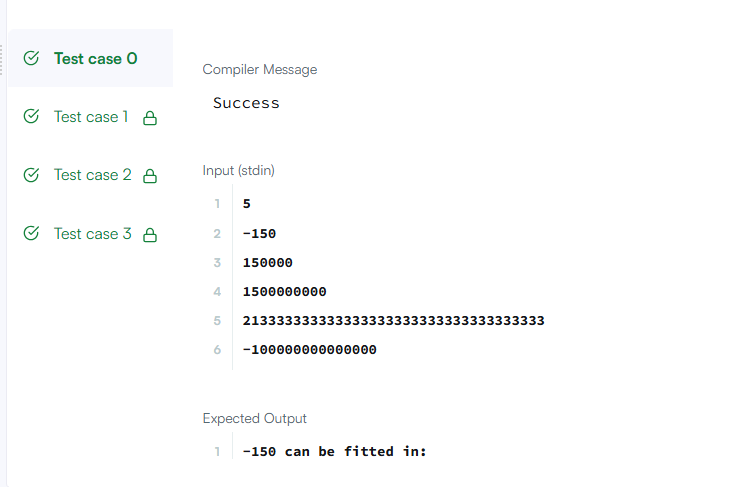 Test case 0
Compiler Message
Success
Test case 1
Input (stdin)
Test case 2
1 5
2 -150
Test case 3
3 150000
4 1500000000
5 213333333333333333333333333333333333
6 -100000000000000
Expected Output
1 -150 can be fitted in: